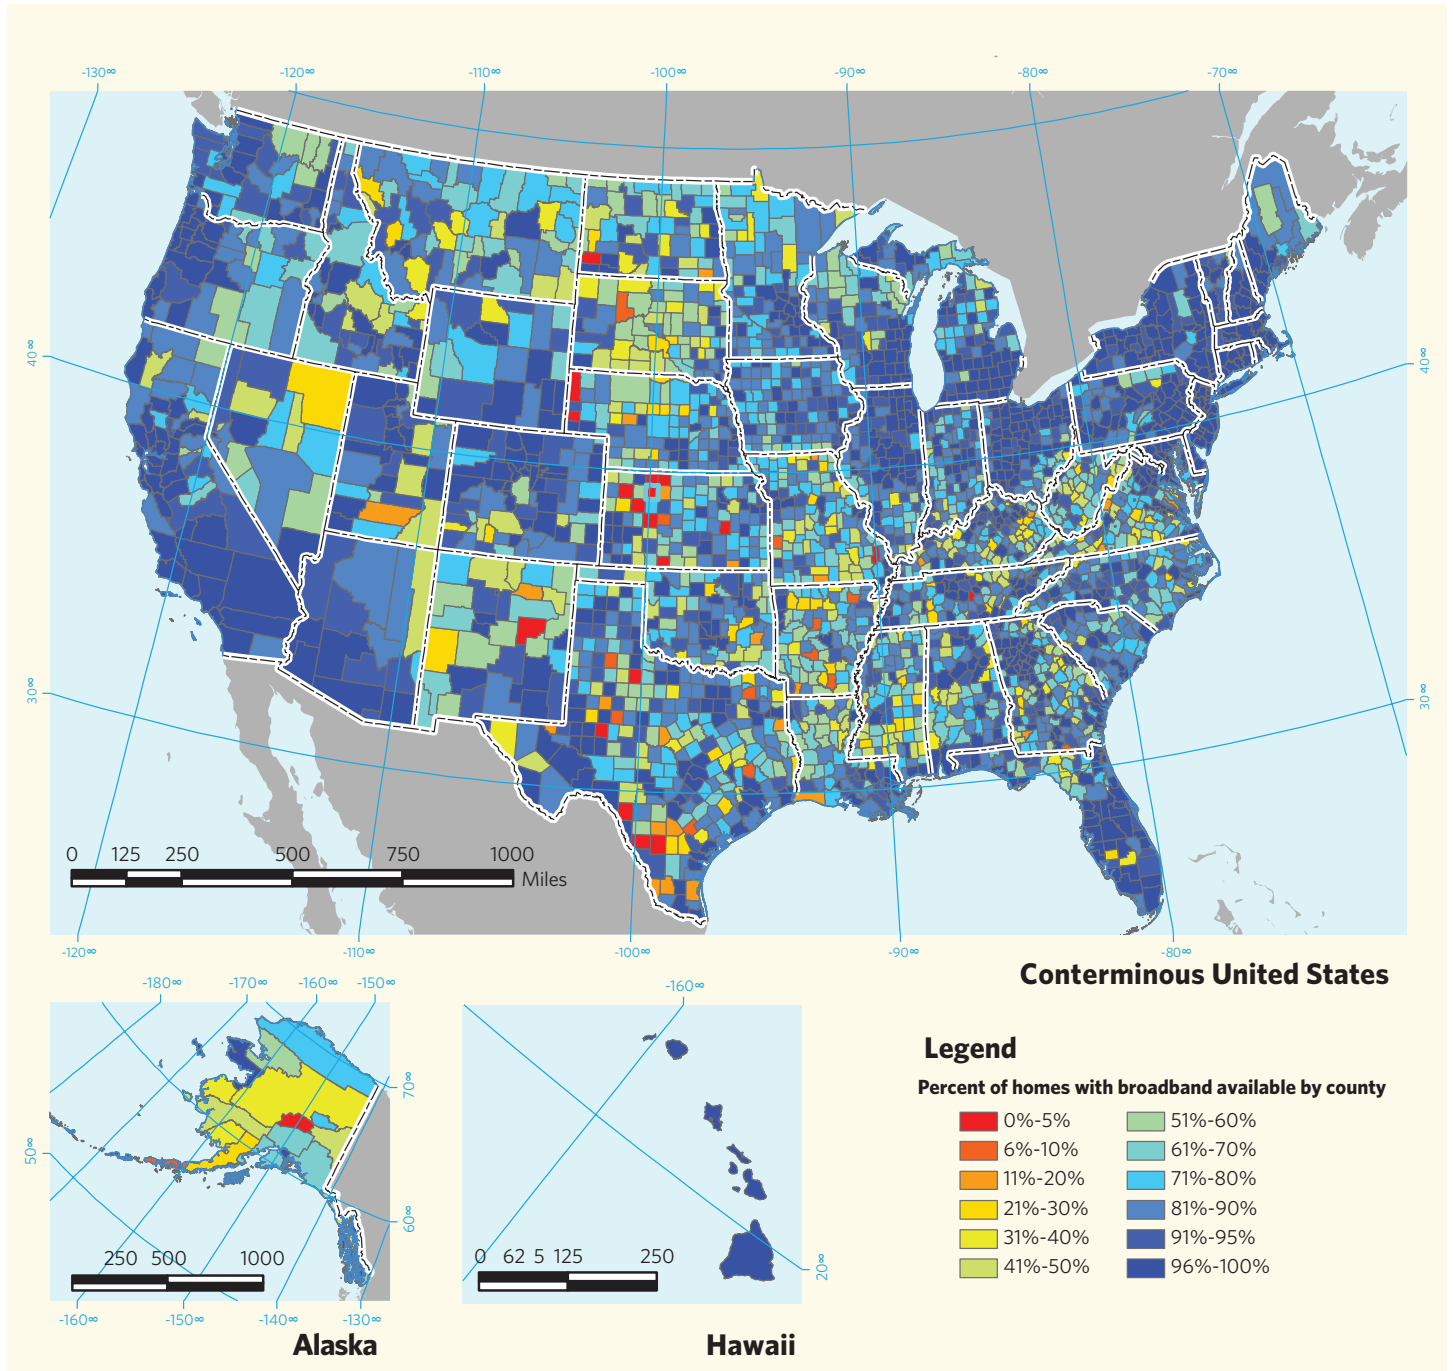 -130∞ -120∞ -110∞ -100∞ -90∞ -80∞ -70∞
40∞ 40∞
30∞ 30∞
0 125 250 500 750 1000
Miles
-120∞ -110∞ -100∞ -90∞ -80∞
Conterminous United States
-180∞ -170∞ -160∞ -150∞
70∞
50∞
60∞
250 500 1000
-160∞ -150∞ -140∞ -130∞
Alaska
-160∞
0 62 5 125 250
20∞
Hawaii
Legend
Percent of homes with broadband available by county
0%-5% 51%-60%
6%-10% 61%-70%
11%-20% 71%-80%
21%-30% 81%-90%
31%-40% 91%-95%
41%-50% 96%-100%